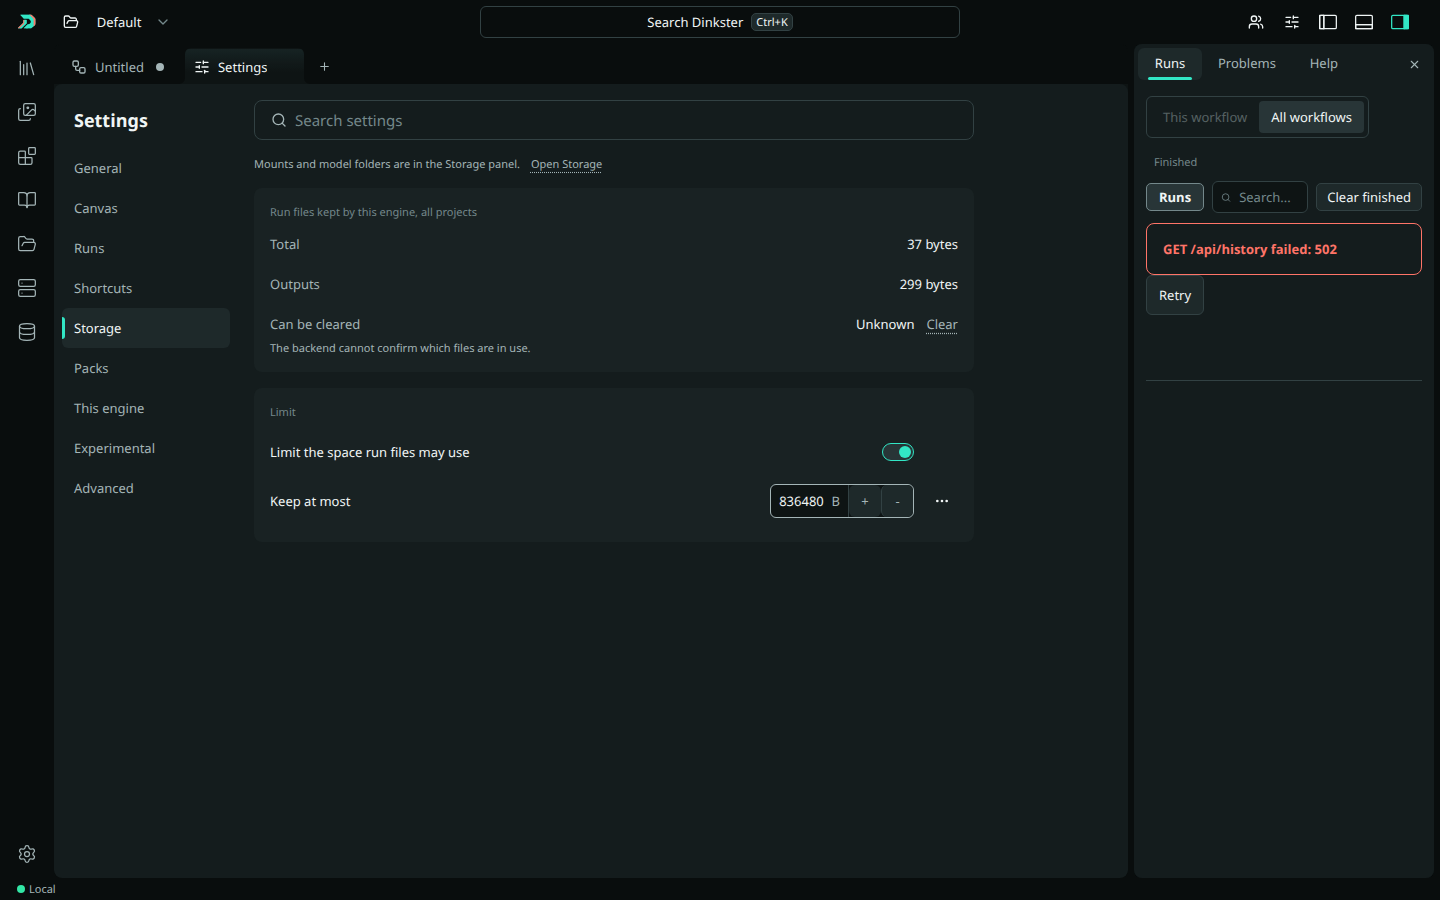 Default
Search Dinkster Ctrl+K
Untitled
Settings
Settings
General
Canvas
Runs
Shortcuts
Storage
Packs
This engine
Experimental
Advanced
Search settings
Mounts and model folders are in the Storage panel. Open Storage
Run files kept by this engine, all projects
Total 37 bytes
Outputs 299 bytes
Can be cleared Unknown Clear
The backend cannot confirm which files are in use.
Limit
Limit the space run files may use
Keep at most 836480 B + -
Runs Problems Help
This workflow All workflows
Finished
Runs Search... Clear finished
GET /api/history failed: 502
Retry
Local